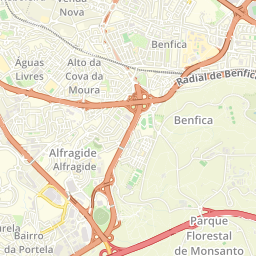 Venda
Nova
Benfica
Águas
Livres
Alto da
Cova da
Moura
Radial de Benfica
Benfica
Alfragide
Alfragide
Bairro
da Portela
Parque
Florestal
de Monsanto